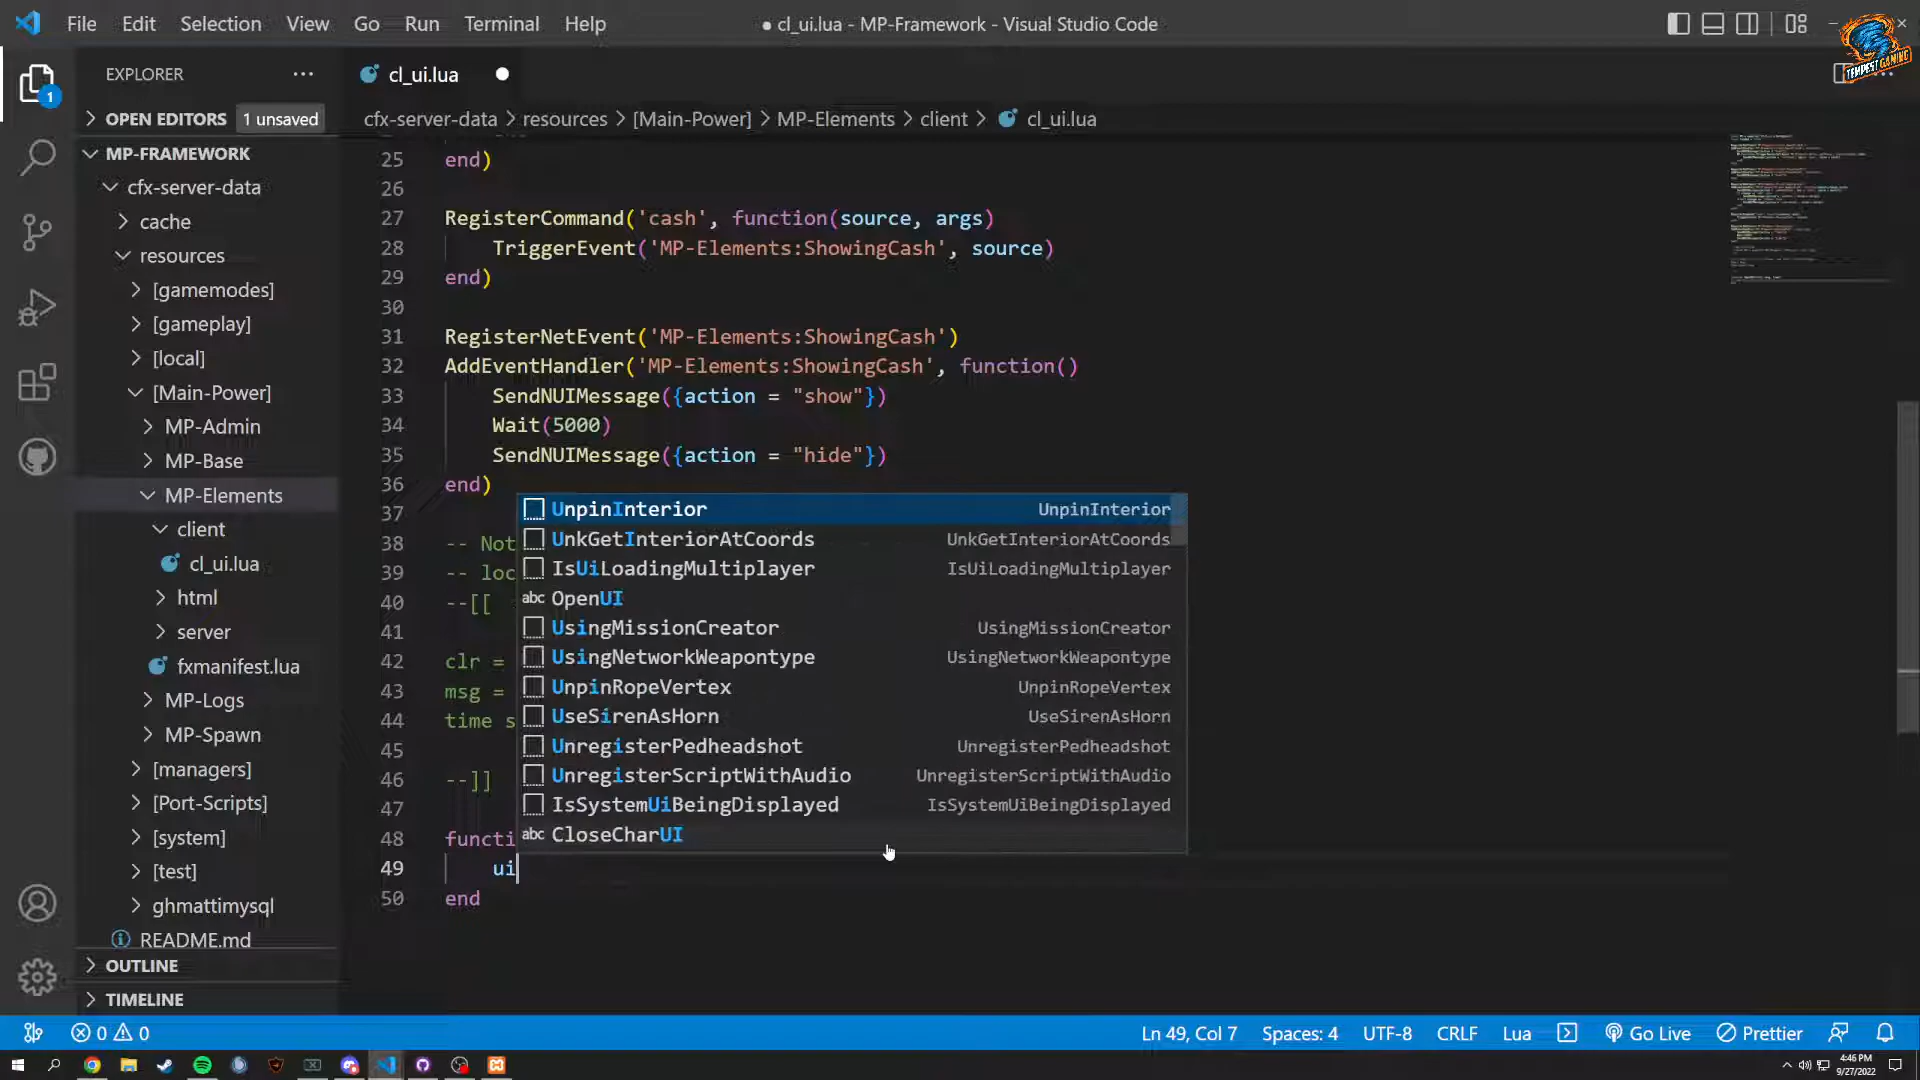 File Edit Selection View Go Run Terminal Help
● cl_ui.lua - MP-Framework - Visual Studio Code
TEMPEST GAMING
EXPLORER
1
OPEN EDITORS 1 unsaved
MP-FRAMEWORK
cfx-server-data
cache
resources
[gamemodes]
[gameplay]
[local]
[Main-Power]
MP-Admin
MP-Base
MP-Elements
client
cl_ui.lua
html
server
fxmanifest.lua
MP-Logs
MP-Spawn
[managers]
[Port-Scripts]
[system]
[test]
ghmattimysql
README.md
OUTLINE
TIMELINE
cl_ui.lua
cfx-server-data > resources > [Main-Power] > MP-Elements > client > cl_ui.lua
25 end)
26
27 RegisterCommand('cash', function(source, args)
28 TriggerEvent('MP-Elements:ShowingCash', source)
29 end)
30
31 RegisterNetEvent('MP-Elements:ShowingCash')
32 AddEventHandler('MP-Elements:ShowingCash', function()
33 SendNUIMessage({action = "show"})
34 Wait(5000)
35 SendNUIMessage({action = "hide"})
36 end)
37
38 -- Not
39 -- loc
40 --[[
41
42 clr =
43 msg =
44 time s
45
46 --]]
47
48 functi
49 ui
50 end
UnpinInterior UnpinInterior
UnkGetInteriorAtCoords UnkGetInteriorAtCoords
IsUiLoadingMultiplayer IsUiLoadingMultiplayer
abc OpenUI
UsingMissionCreator UsingMissionCreator
UsingNetworkWeapontype UsingNetworkWeapontype
UnpinRopeVertex UnpinRopeVertex
UseSirenAsHorn UseSirenAsHorn
UnregisterPedheadshot UnregisterPedheadshot
UnregisterScriptWithAudio UnregisterScriptWithAudio
IsSystemUiBeingDisplayed IsSystemUiBeingDisplayed
abc CloseCharUI
0 0
Ln 49, Col 7 Spaces: 4 UTF-8 CRLF Lua Go Live Prettier
4:46 PM
9/27/2022